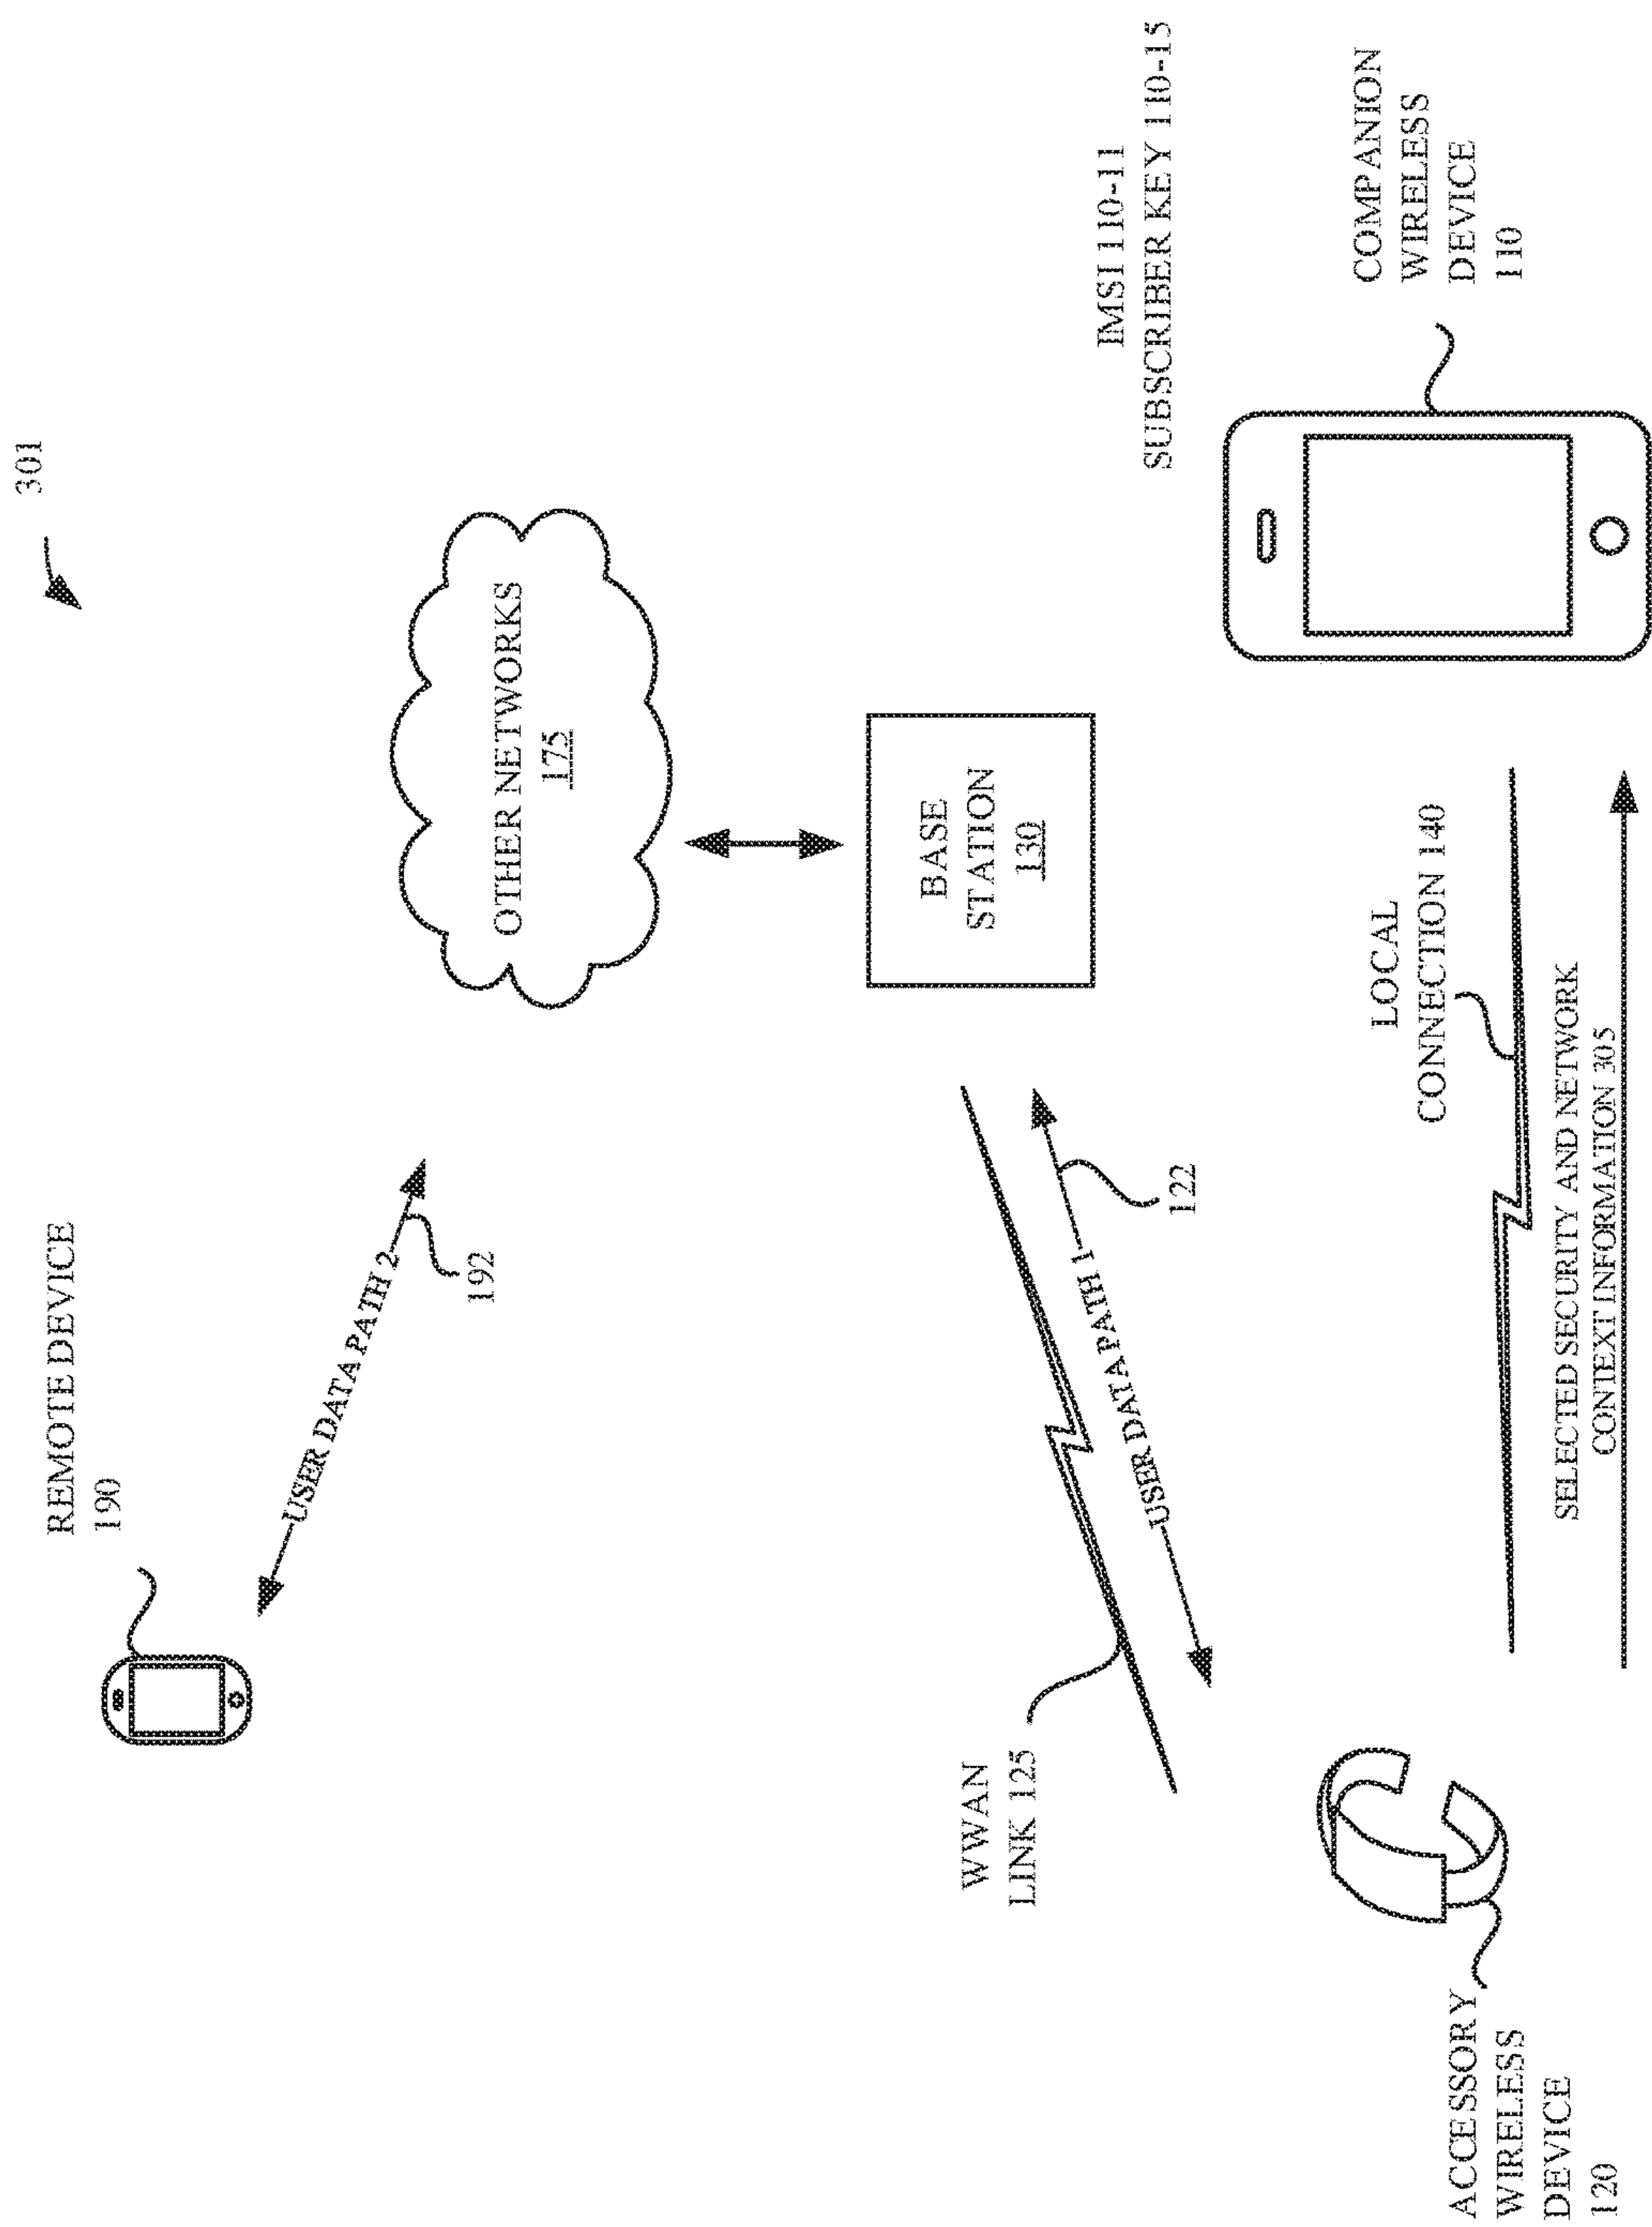 301
REMOTE DEVICE
190
USER DATA PATH 2
192
OTHER NETWORKS
175
BASE
STATION
130
WWAN
LINK 125
USER DATA PATH 1
122
IMSI 110-11
SUBSCRIBER KEY 110-15
COMPANION
WIRELESS
DEVICE
110
LOCAL
CONNECTION 140
SELECTED SECURITY AND NETWORK
CONTEXT INFORMATION 305
ACCESSORY
WIRELESS
DEVICE
120